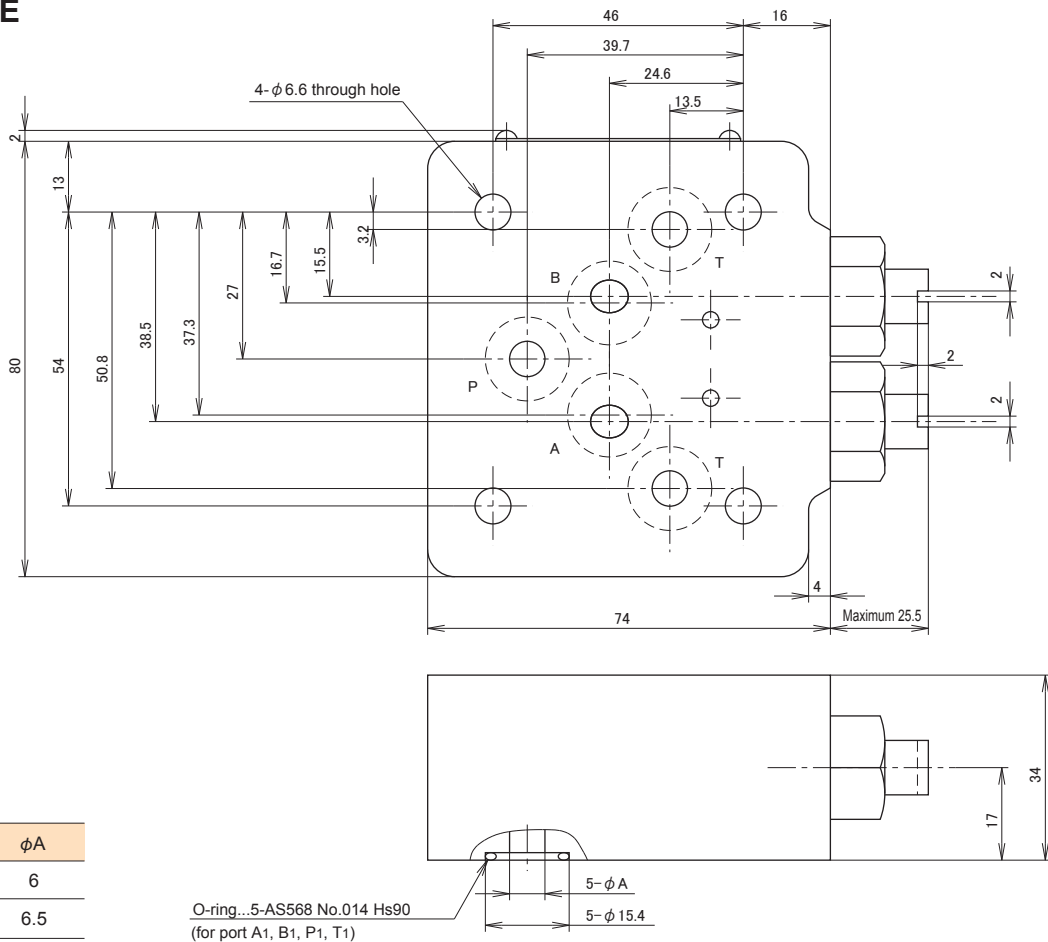 E
46
16
39.7
24.6
13.5
4-φ6.6 through hole
2
13
3.2
15.5
16.7
27
37.3
38.5
50.8
54
80
T
B
P
A
T
2
2
2
4
74
Maximum 25.5
34
17
φA
6
6.5
5-φA
5-φ15.4
O-ring...5-AS568 No.014 Hs90
(for port A1, B1, P1, T1)